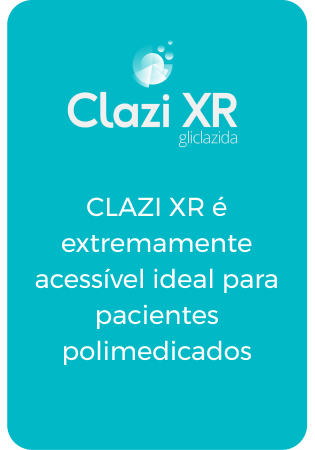 Clazi XR
gliclazida
CLAZI XR é
extremamente
acessível ideal para
pacientes
polimedicados